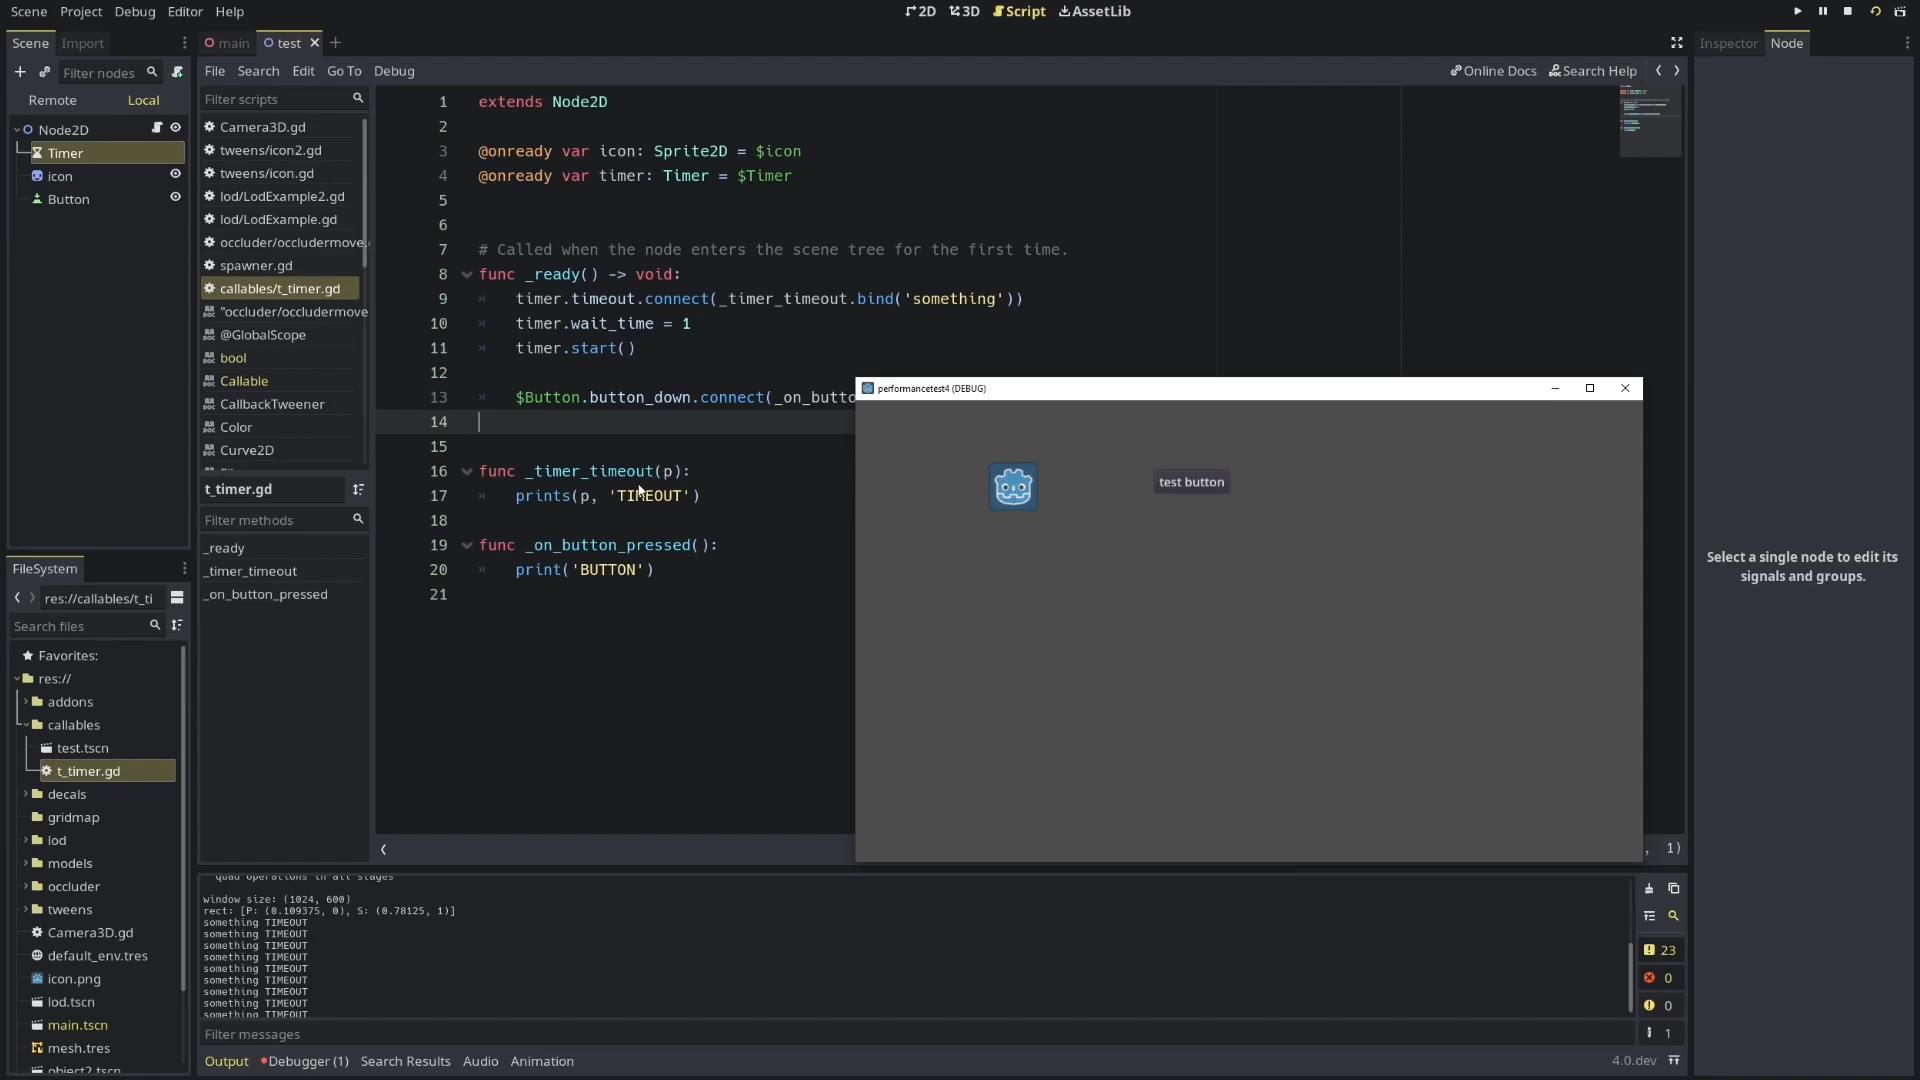 Scene Project Debug Editor Help
2D 3D Script AssetLib
Scene Import
main test
Inspector Node
Filter nodes
File Search Edit Go To Debug
Online Docs Search Help
Remote Local
Filter scripts
Node2D
Timer
icon
Button
Camera3D.gd
tweens/icon2.gd
tweens/icon.gd
lod/LodExample2.gd
lod/LodExample.gd
occluder/occludermove.
spawner.gd
callables/t_timer.gd
"occluder/occludermove
@GlobalScope
bool
Callable
CallbackTweener
Color
Curve2D
t_timer.gd
Filter methods
_ready
_timer_timeout
_on_button_pressed
1 extends Node2D
2
3 @onready var icon: Sprite2D = $icon
4 @onready var timer: Timer = $Timer
5
6
7 # Called when the node enters the scene tree for the first time.
8 func _ready() -> void:
9 timer.timeout.connect(_timer_timeout.bind('something'))
10 timer.wait_time = 1
11 timer.start()
12
13 $Button.button_down.connect(_on_butto
14
15
16 func _timer_timeout(p):
17 prints(p, 'TIMEOUT')
18
19 func _on_button_pressed():
20 print('BUTTON')
21
performancetest4 (DEBUG)
test button
Select a single node to edit its
signals and groups.
, 1)
FileSystem
res://callables/t_ti
Search files
Favorites:
res://
addons
callables
test.tscn
t_timer.gd
decals
gridmap
lod
models
occluder
tweens
Camera3D.gd
default_env.tres
icon.png
lod.tscn
main.tscn
mesh.tres
object2.tscn
quad operations in all stages
window size: (1024, 600)
rect: [P: (0.109375, 0), S: (0.78125, 1)]
something TIMEOUT
something TIMEOUT
something TIMEOUT
something TIMEOUT
something TIMEOUT
something TIMEOUT
something TIMEOUT
something TIMEOUT
something TIMEOUT
23
0
0
1
Filter messages
Output Debugger (1) Search Results Audio Animation
4.0.dev